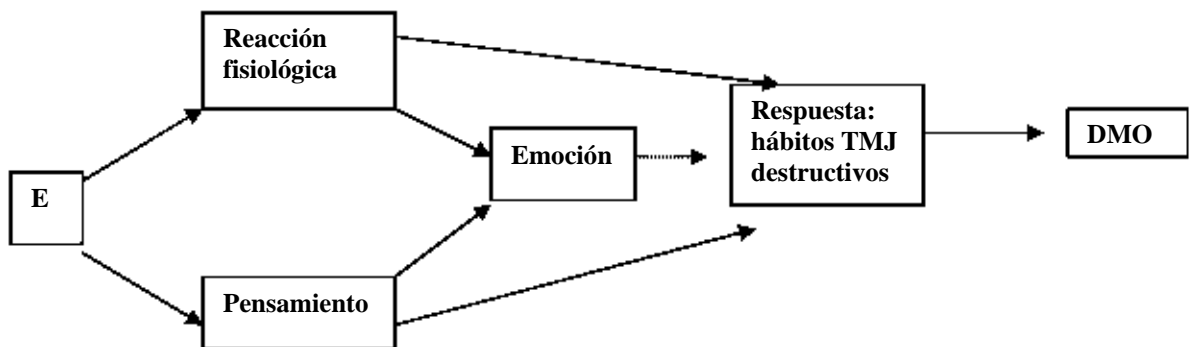 Reacción
fisiológica
Respuesta:
hábitos TMJ
destructivos
DMO
Emoción
E
Pensamiento